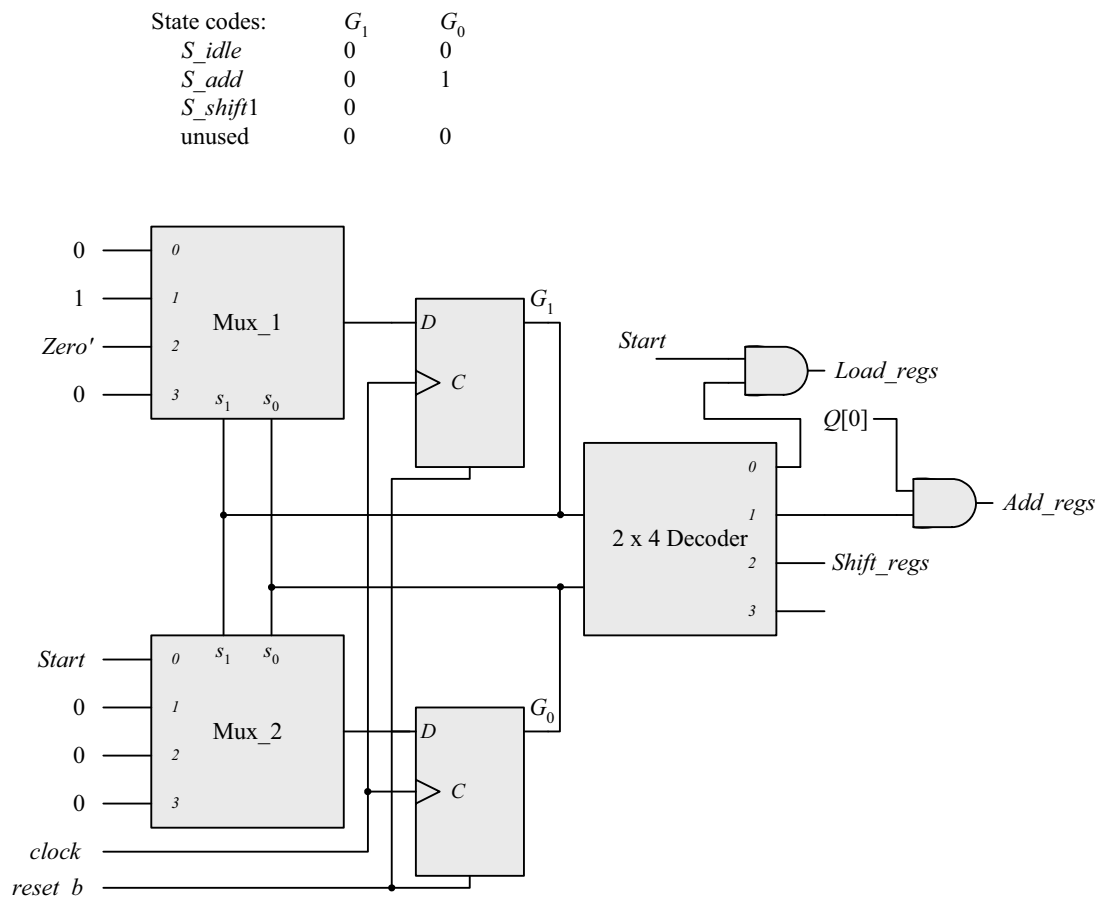 State codes: G1 G0
S_idle 0 0
S_add 0 1
S_shift1 0
unused 0 0
0
1
Zero'
0
0
1
2
3
Mux_1
s1 s0
D
C
G1
Start
Load_regs
Q[0]
Add_regs
2 x 4 Decoder
0
1
2
3
Shift_regs
Start
0
0
0
0
1
2
3
s1 s0
Mux_2
D
C
G0
clock
reset b